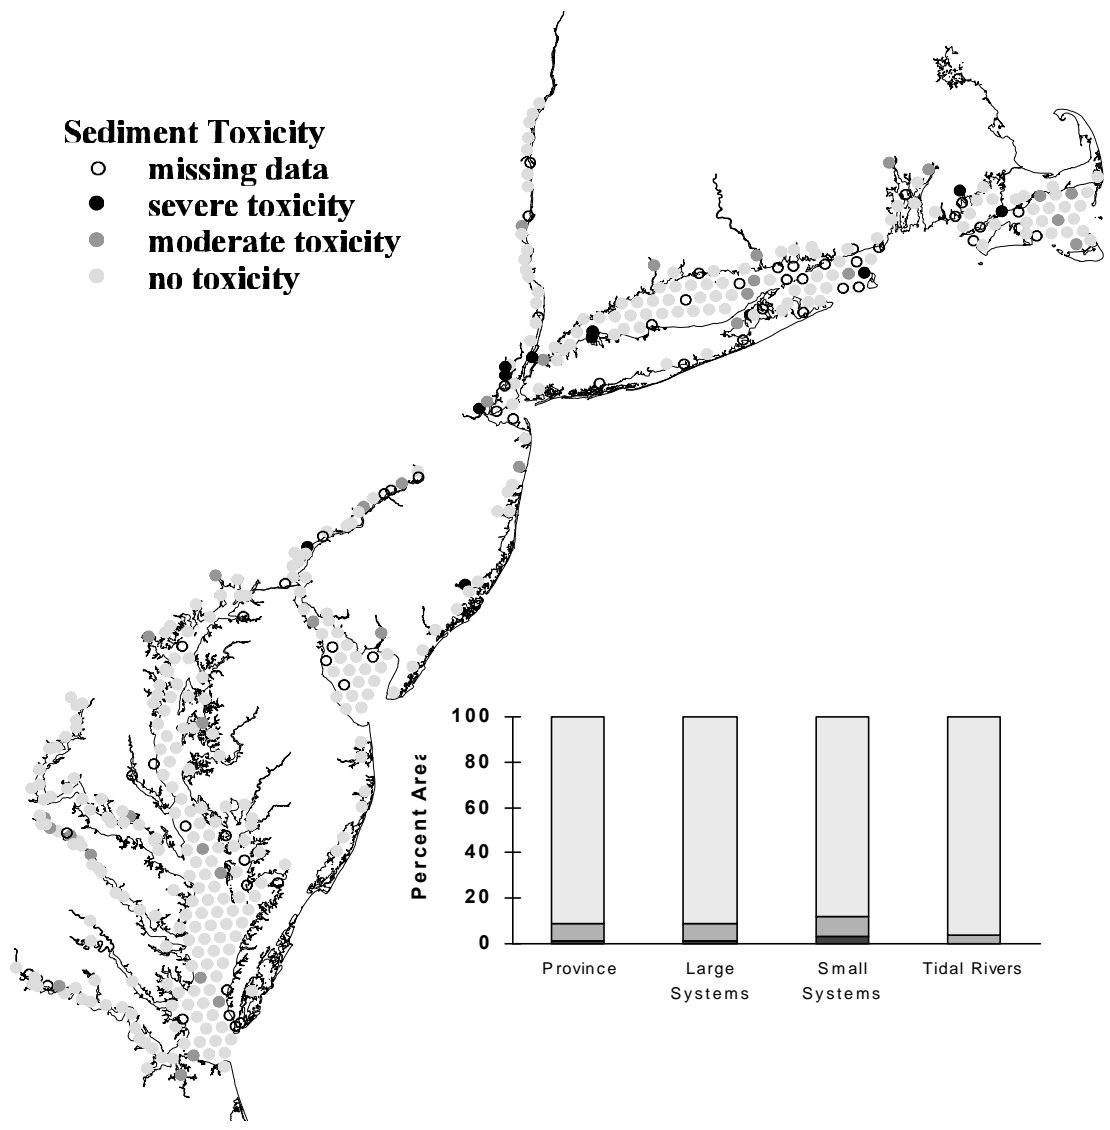 Sediment Toxicity
missing data
severe toxicity
moderate toxicity
no toxicity
100
80
60
40
20
0
Percent Area
Province
Large
Systems
Small
Systems
Tidal Rivers